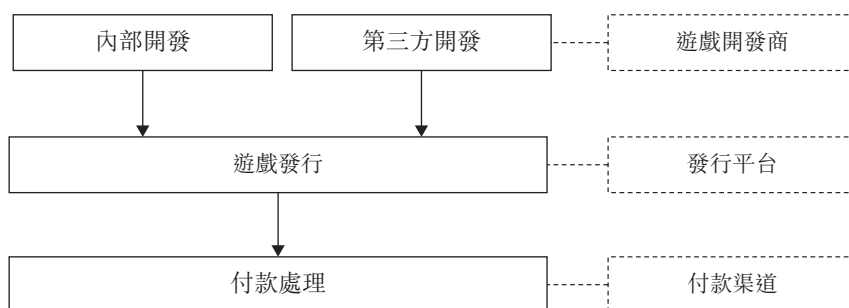 內部開發
第三方開發
遊戲開發商
遊戲發行
發行平台
付款處理
付款渠道